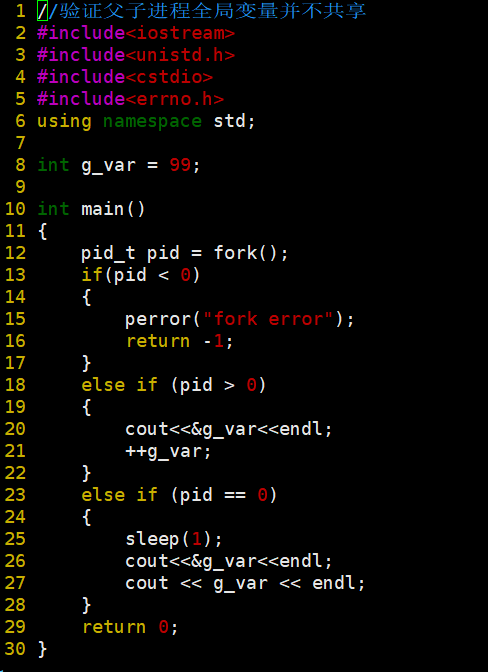 1 //验证父子进程全局变量并不共享
2 #include<iostream>
3 #include<unistd.h>
4 #include<cstdio>
5 #include<errno.h>
6 using namespace std;
7
8 int g_var = 99;
9
10 int main()
11 {
12     pid_t pid = fork();
13     if(pid < 0)
14     {
15         perror("fork error");
16         return -1;
17     }
18     else if (pid > 0)
19     {
20         cout<<&g_var<<endl;
21         ++g_var;
22     }
23     else if (pid == 0)
24     {
25         sleep(1);
26         cout<<&g_var<<endl;
27         cout << g_var << endl;
28     }
29     return 0;
30 }